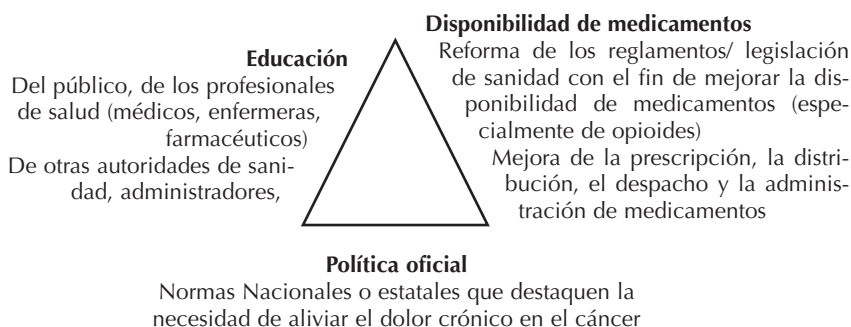 Educación
Del público, de los profesionales
de salud (médicos, enfermeras,
farmacéuticos)
De otras autoridades de sani-
dad, administradores,
Disponibilidad de medicamentos
Reforma de los reglamentos/ legislación
de sanidad con el fin de mejorar la dis-
ponibilidad de medicamentos (espe-
cialmente de opioides)
Mejora de la prescripción, la distri-
bución, el despacho y la adminis-
tración de medicamentos
Política oficial
Normas Nacionales o estatales que destaquen la
necesidad de aliviar el dolor crónico en el cáncer